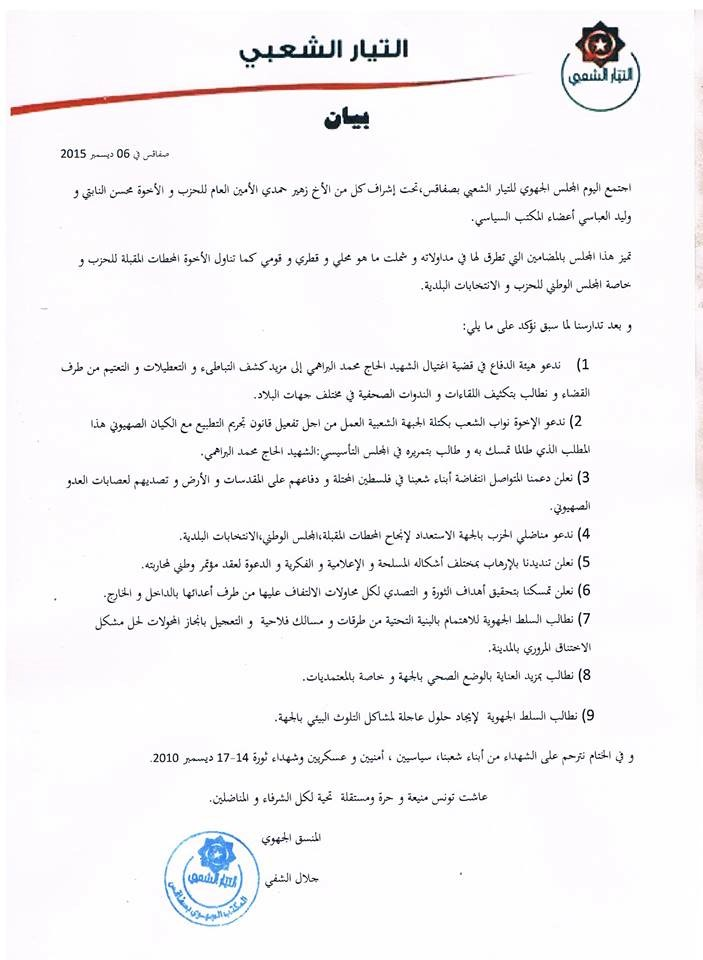 التيار الشعبي
التيار الشعبي
بيان
صفاقس في 06 ديسمبر 2015
اجتمع اليوم المجلس الجهوي للتيار الشعبي بصفاقس،تحت إشراف كل من الأخ زهير حمدي الأمين العام للحزب و الأخوة محسن النابتي و
وليد العباسي أعضاء المكتب السياسي.
تميز هذا المجلس بالمضامين التي تطرق لها في مداولاته و شملت ما هو محلي و قطري و قومي كما تناول الأخوة المحطات المقبلة للحزب و
خاصة المجلس الوطني للحزب و الانتخابات البلدية.
و بعد تدارسنا لما سبق نؤكد على ما يلي:
1) ندعو هيئة الدفاع في قضية اغتيال الشهيد الحاج محمد البراهمي إلى مزيد كشف التباطىء و التعطيلات و التعتيم من طرف
القضاء و نطالب بتكثيف اللقاءات و الندوات الصحفية في مختلف جهات البلاد.
2) ندعو الإخوة نواب الشعب بكتلة الجبهة الشعبية العمل من اجل تفعيل قانون تجريم التطبيع مع الكيان الصهيوني هذا
المطلب الذي طالما تمسك به و طالب بتمريره في المجلس التأسيسي:الشهيد الحاج محمد البراهمي.
3) نعلن دعمنا المتواصل انتفاضة أبناء شعبنا في فلسطين المحتلة و دفاعهم على المقدسات و الأرض و تصديهم لعصابات العدو
الصهيوني.
4) ندعو مناضلي الحزب بالجهة الاستعداد لإنجاح المحطات المقبلة،المجلس الوطني،الانتخابات البلدية.
5) نعلن تنديدنا بالإرهاب بمختلف أشكاله المسلحة و الإعلامية و الفكرية و الدعوة لعقد مؤتمر وطني لمحاربته.
6) نعلن تمسكنا بتحقيق أهداف الثورة و التصدي لكل محاولات الالتفاف عليها من طرف أعدائها بالداخل و الخارج.
7) نطالب السلط الجهوية للاهتمام بالبنية التحتية من طرقات و مسالك فلاحية و التعجيل بانجاز المحولات لحل مشكل
الاختناق المروري بالمدينة.
8) نطالب بمزيد العناية بالوضع الصحي بالجهة و خاصة بالمعتمديات.
9) نطالب السلط الجهوية لإيجاد حلول عاجلة لمشاكل التلوث البيئي بالجهة.
و في الختام نترحم على الشهداء من أبناء شعبنا، سياسيين ، أمنيين و عسكريين وشهداء ثورة 14-17 ديسمبر 2010.
عاشت تونس منيعة و حرة ومستقلة تحية لكل الشرفاء و المناضلين.
المنسق الجهوي
جلال الشفي
التيار الشعبي
المكتب الجهوي بصفاقس